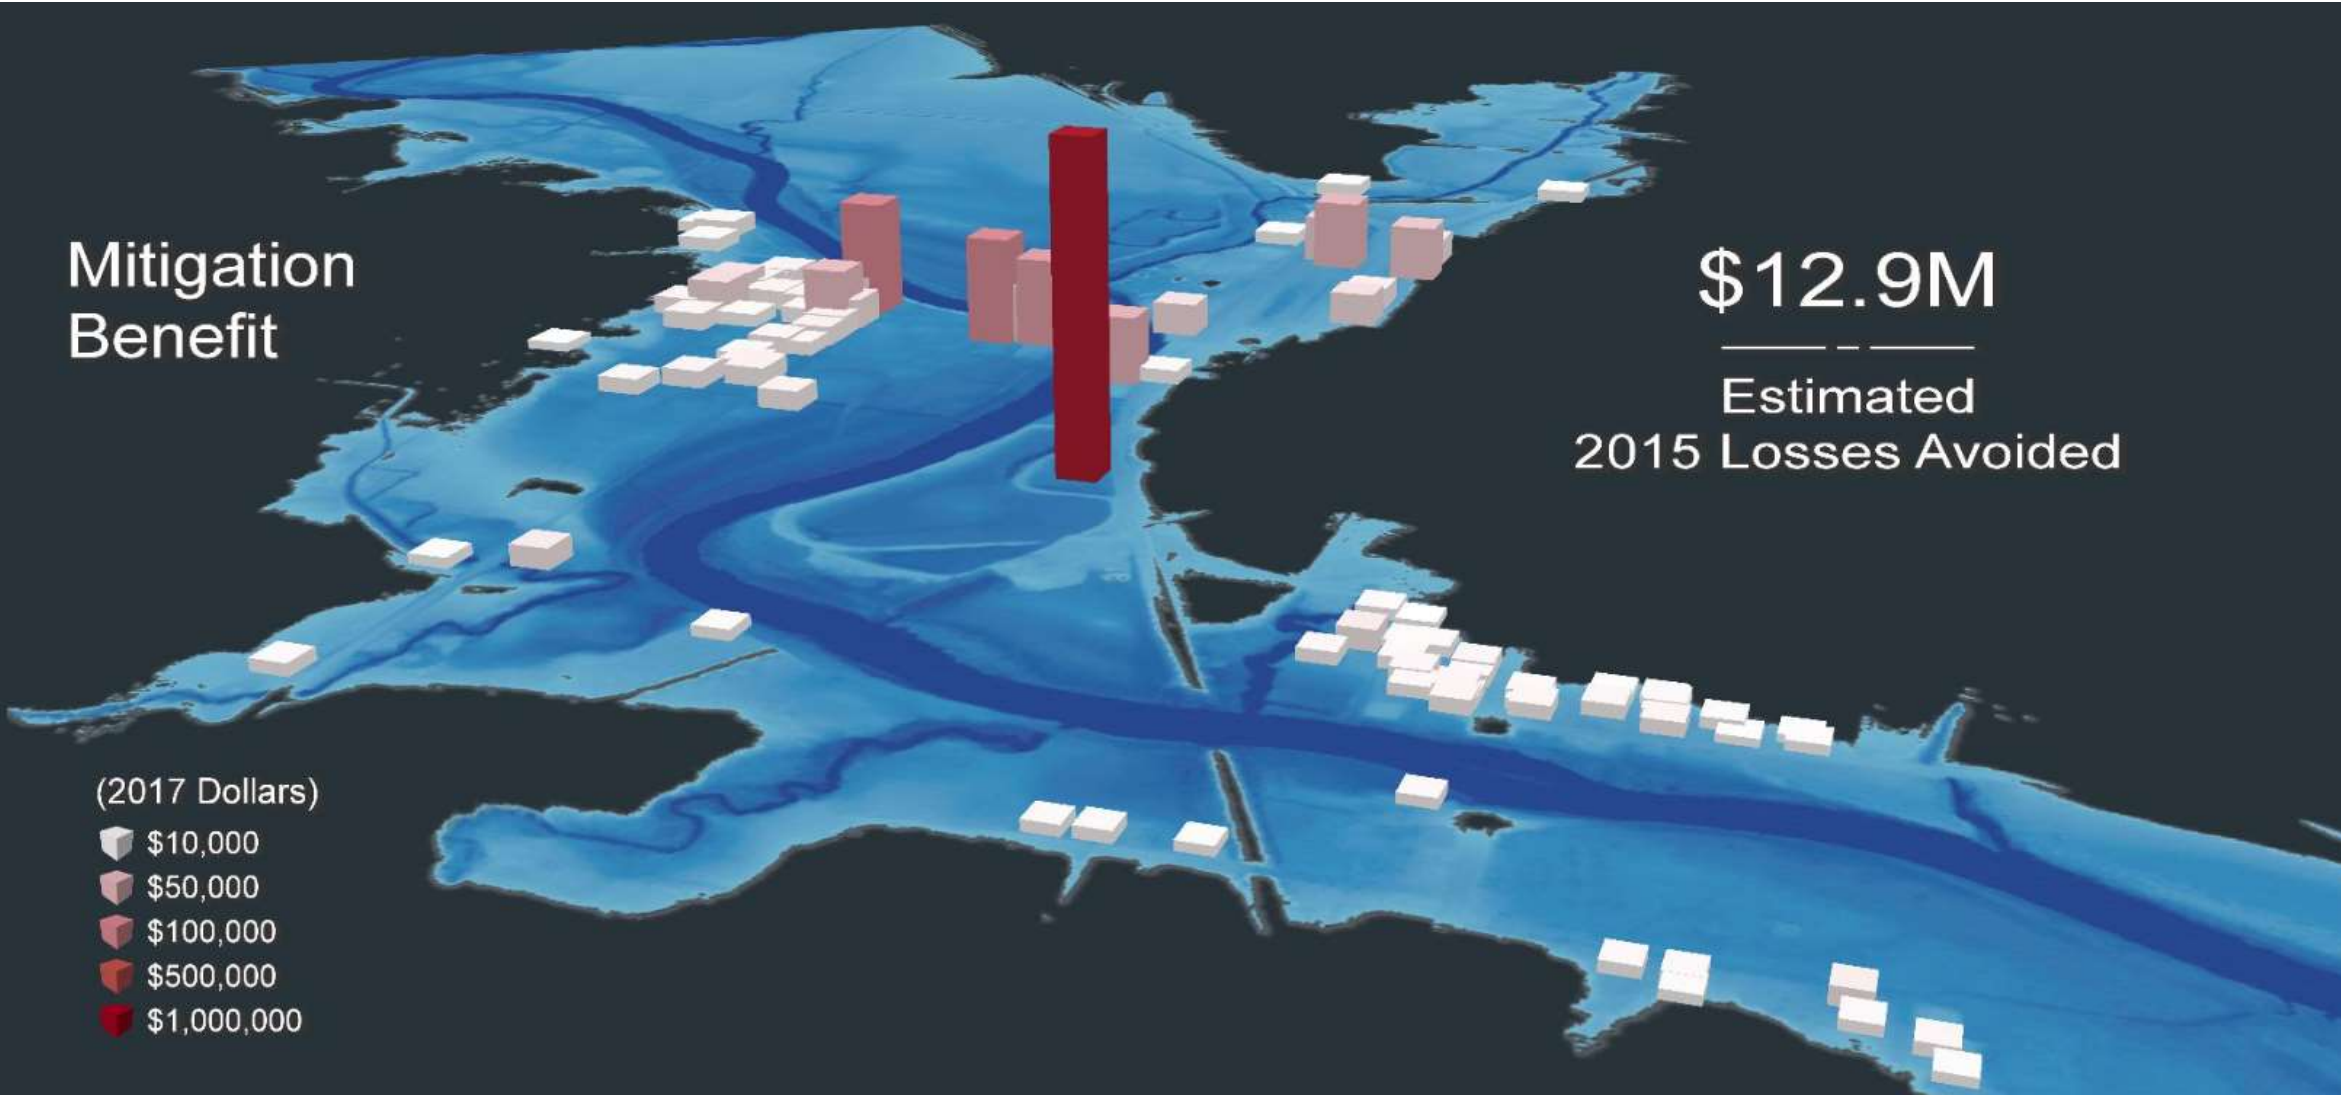 Mitigation
Benefit
$12.9M
Estimated
2015 Losses Avoided
(2017 Dollars)
$10,000
$50,000
$100,000
$500,000
$1,000,000